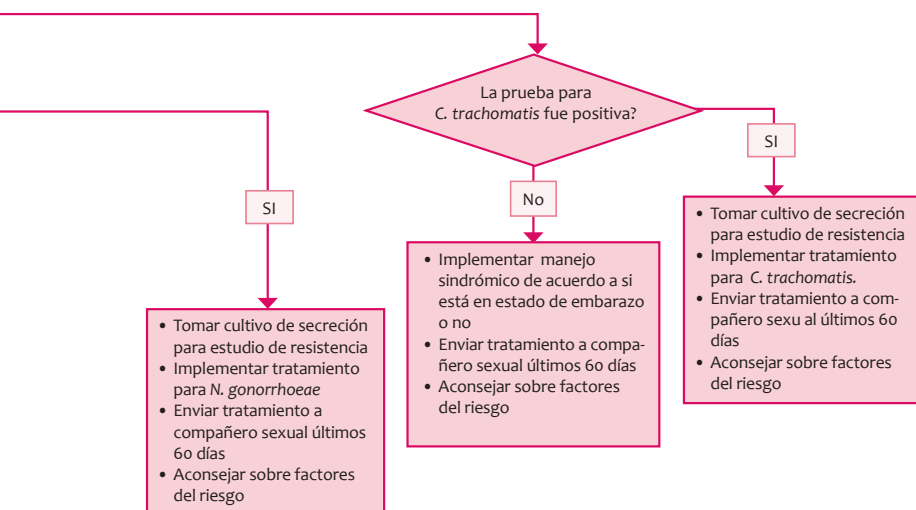 La prueba para
C. trachomatis fue positiva?
SI
No
SI
• Tomar cultivo de secreción
para estudio de resistencia
• Implementar tratamiento
para C. trachomatis.
• Enviar tratamiento a com-
pañero sexu al últimos 60
días
• Aconsejar sobre factores
del riesgo
• Implementar manejo
sindrómico de acuerdo a si
está en estado de embarazo
o no
• Enviar tratamiento a compa-
ñero sexual últimos 60 días
• Aconsejar sobre factores
del riesgo
• Tomar cultivo de secreción
para estudio de resistencia
• Implementar tratamiento
para N. gonorrhoeae
• Enviar tratamiento a
compañero sexual últimos
60 días
• Aconsejar sobre factores
del riesgo